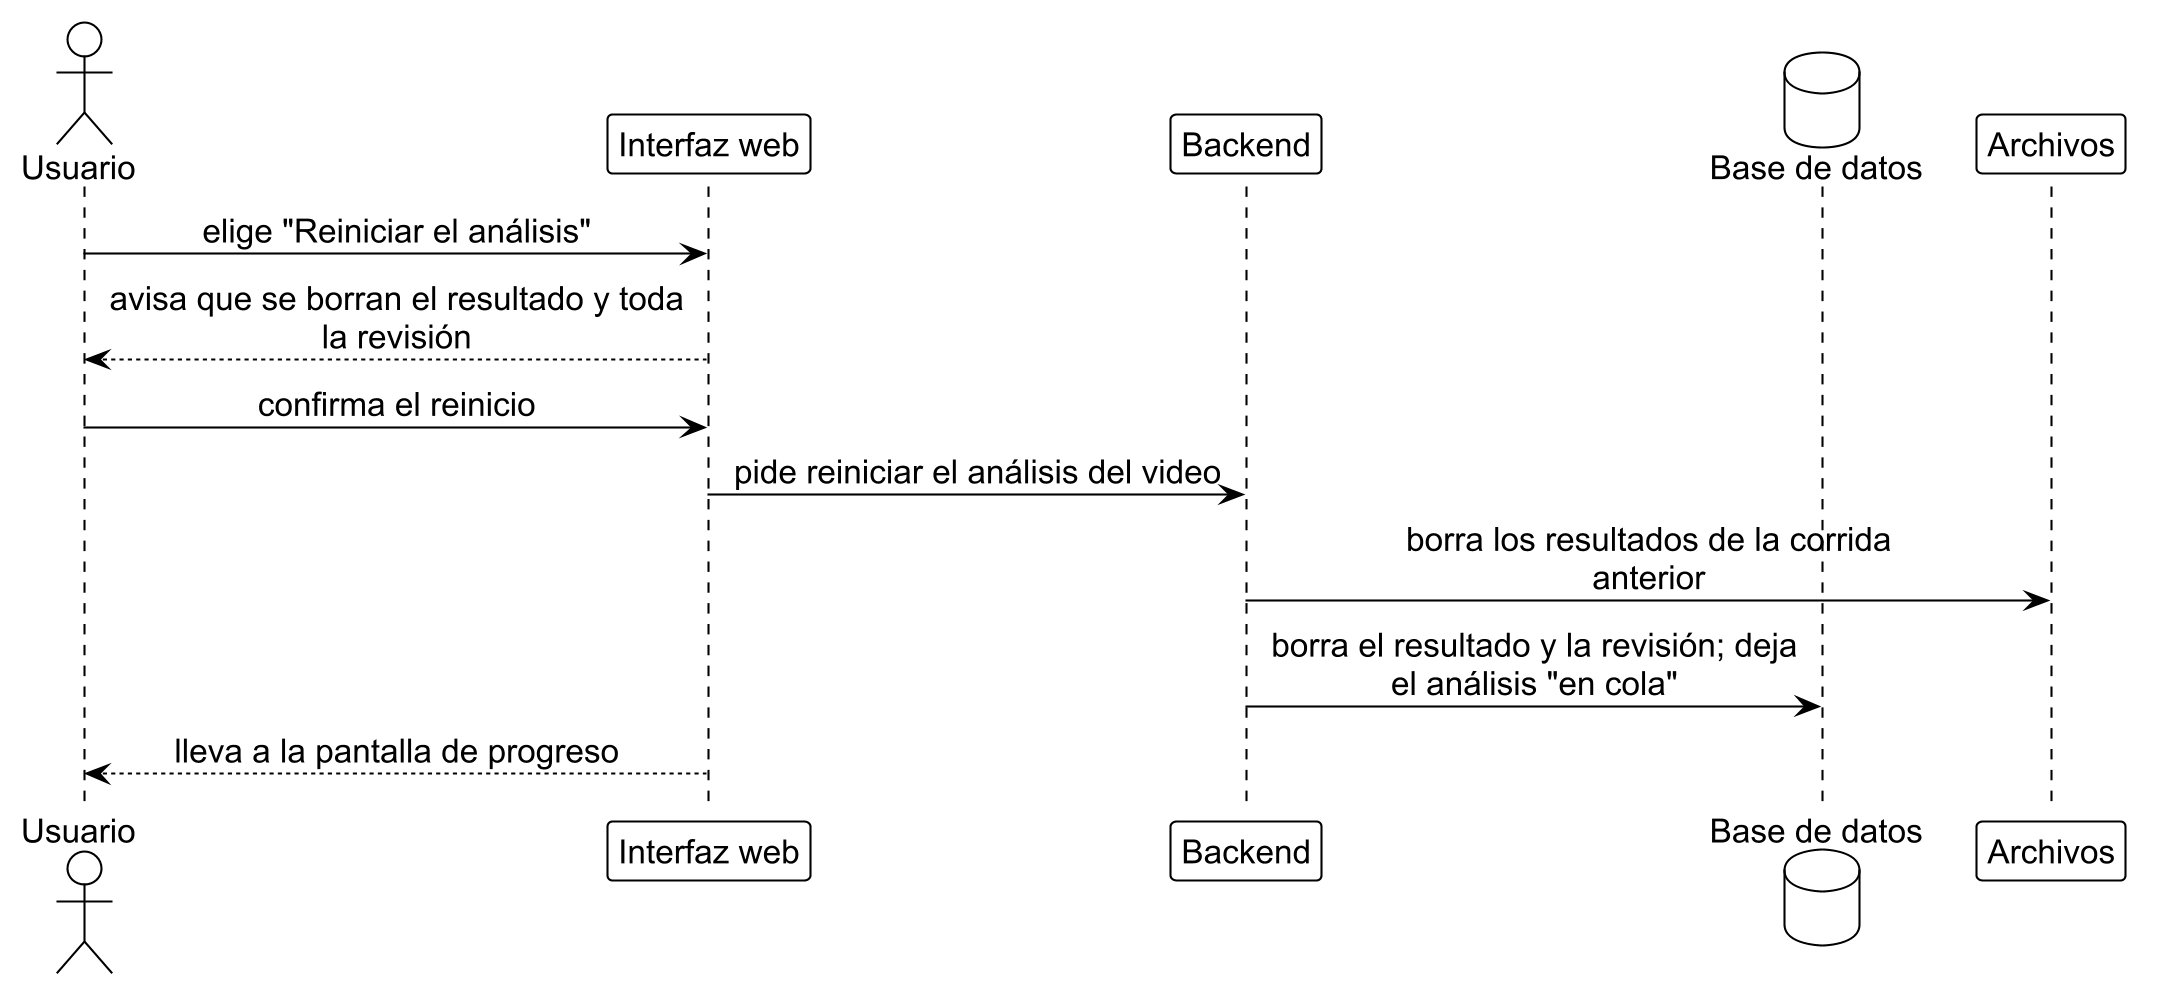 Usuario
Interfaz web
Backend
Base de datos
Archivos
elige "Reiniciar el análisis"
avisa que se borran el resultado y toda
la revisión
confirma el reinicio
pide reiniciar el análisis del video
borra los resultados de la corrida
anterior
borra el resultado y la revisión; deja
el análisis "en cola"
lleva a la pantalla de progreso
Usuario
Interfaz web
Backend
Base de datos
Archivos